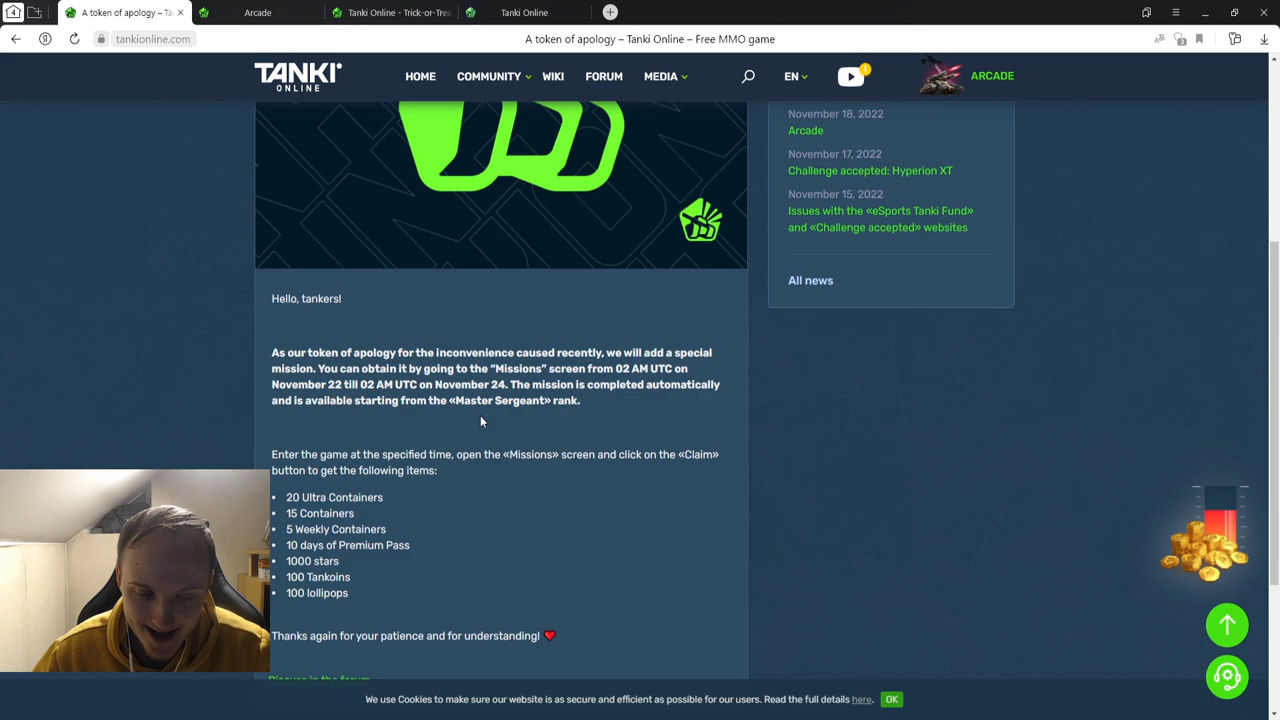 4
A token of apology – Ta
Arcade
Tanki Online - Trick-or-Trea
Tanki Online
tankionline.com
A token of apology – Tanki Online – Free MMO game
3
TANKI
ONLINE
HOME
COMMUNITY
WIKI
FORUM
MEDIA
EN
!
ARCADE
November 18, 2022
Arcade
November 17, 2022
Challenge accepted: Hyperion XT
November 15, 2022
Issues with the «eSports Tanki Fund»
and «Challenge accepted» websites
All news
Hello, tankers!
As our token of apology for the inconvenience caused recently, we will add a special
mission. You can obtain it by going to the “Missions” screen from 02 AM UTC on
November 22 till 02 AM UTC on November 24. The mission is completed automatically
and is available starting from the «Master Sergeant» rank.
Enter the game at the specified time, open the «Missions» screen and click on the «Claim»
button to get the following items:
• 20 Ultra Containers
• 15 Containers
• 5 Weekly Containers
• 10 days of Premium Pass
• 1000 stars
• 100 Tankoins
• 100 lollipops
Thanks again for your patience and for understanding! ❤
Discuss in the forum
We use Cookies to make sure our website is as secure and efficient as possible for our users. Read the full details here.
OK